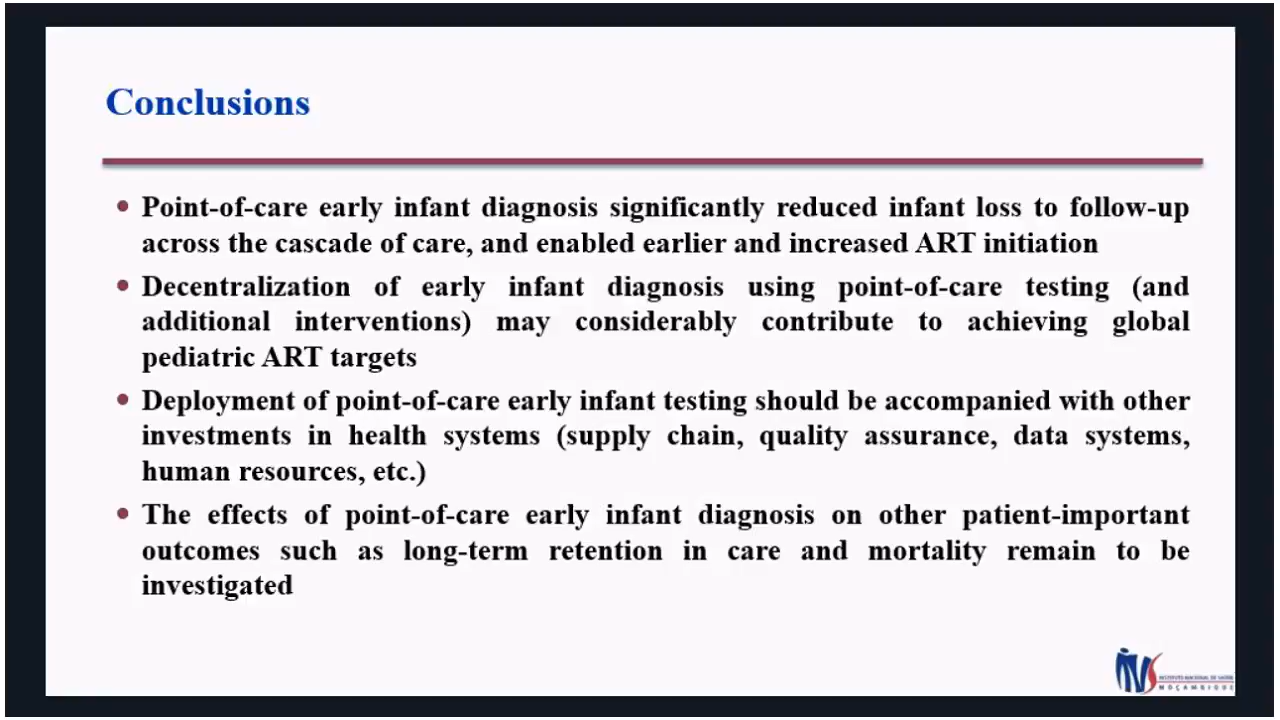 Conclusions
Point-of-care early infant diagnosis significantly reduced infant loss to follow-up
across the cascade of care, and enabled earlier and increased ART initiation
Decentralization of early infant diagnosis using point-of-care testing (and
additional interventions) may considerably contribute to achieving global
pediatric ART targets
Deployment of point-of-care early infant testing should be accompanied with other
investments in health systems (supply chain, quality assurance, data systems,
human resources, etc.)
The effects of point-of-care early infant diagnosis on other patient-important
outcomes such as long-term retention in care and mortality remain to be
investigated
INS
INSTITUTO NACIONAL DE SAÚDE
MOÇAMBIQUE